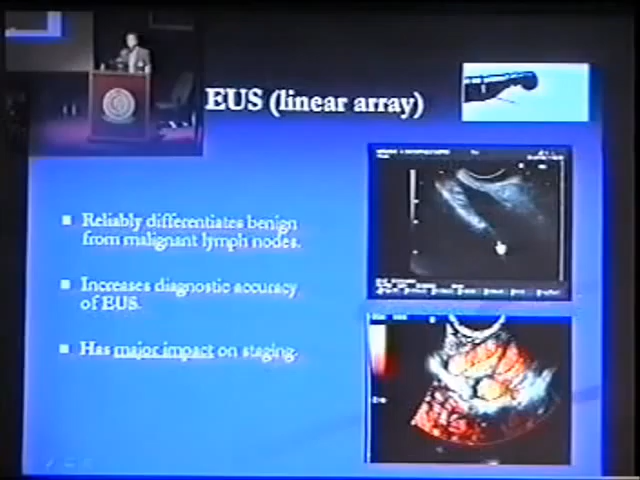 EUS (linear array)
■ Reliably differentiates benign
from malignant lymph nodes.
■ Increases diagnostic accuracy
of EUS.
■ Has major impact on staging.